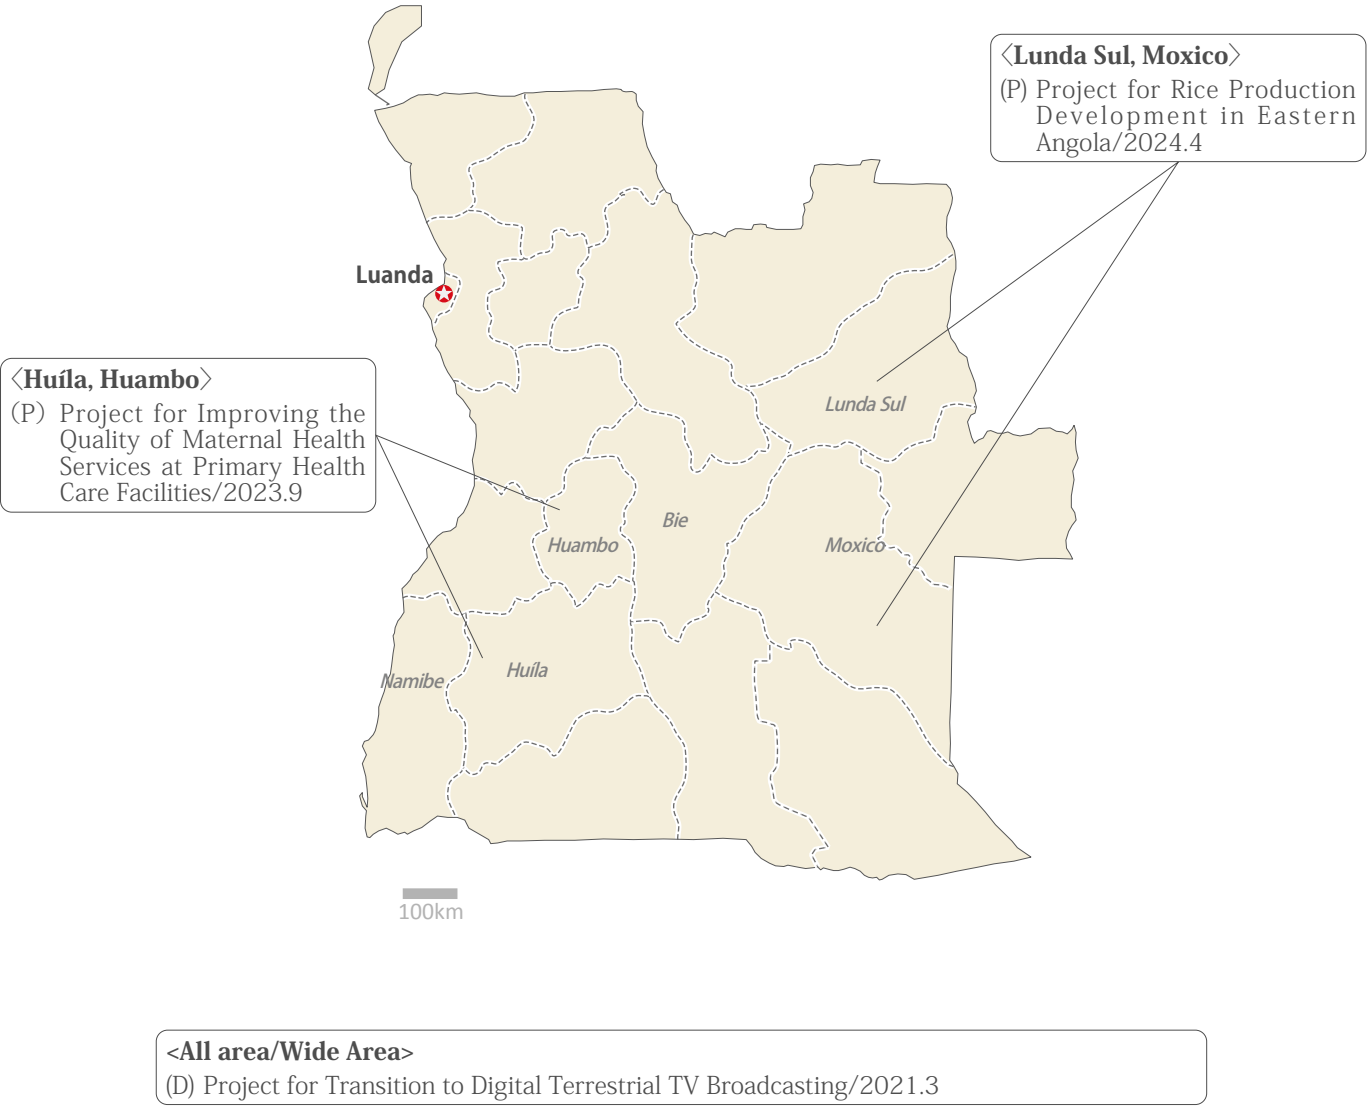 〈Lunda Sul, Moxico〉
(P) Project for Rice Production
Development in Eastern
Angola/2024.4
Luanda
〈Huíla, Huambo〉
(P) Project for Improving the
Quality of Maternal Health
Services at Primary Health
Care Facilities/2023.9
Lunda Sul
Bie
Huambo
Moxico
Huíla
Namibe
100km
<All area/Wide Area>
(D) Project for Transition to Digital Terrestrial TV Broadcasting/2021.3